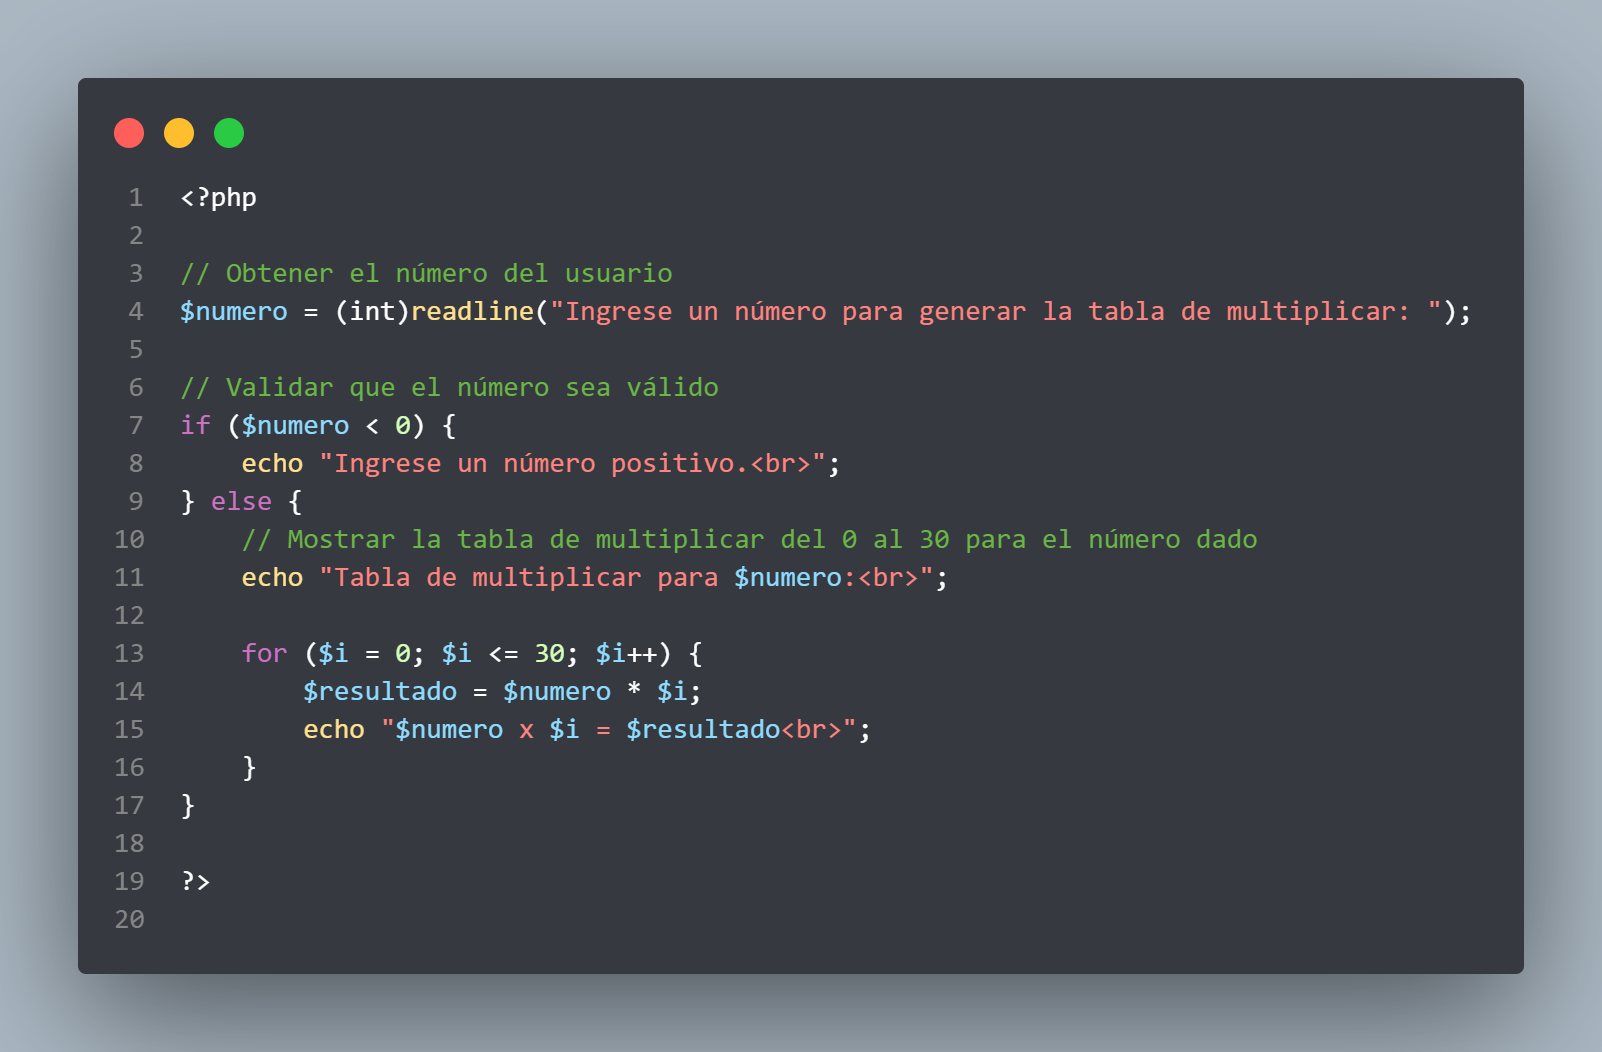 1 <?php
2
3 // Obtener el número del usuario
4 $numero = (int)readline("Ingrese un número para generar la tabla de multiplicar: ");
5
6 // Validar que el número sea válido
7 if ($numero < 0) {
8     echo "Ingrese un número positivo.<br>";
9 } else {
10     // Mostrar la tabla de multiplicar del 0 al 30 para el número dado
11     echo "Tabla de multiplicar para $numero:<br>";
12
13     for ($i = 0; $i <= 30; $i++) {
14         $resultado = $numero * $i;
15         echo "$numero x $i = $resultado<br>";
16     }
17 }
18
19 ?>
20